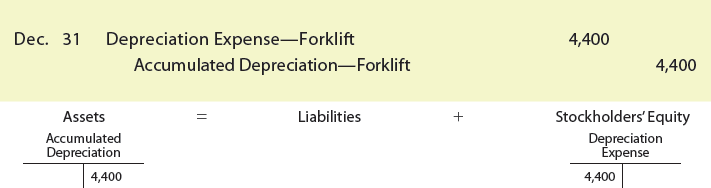 Dec. 31 Depreciation Expense—Forklift 4,400
Accumulated Depreciation—Forklift 4,400
Assets = Liabilities + Stockholders' Equity
Accumulated Depreciation
Depreciation Expense
4,400
4,400